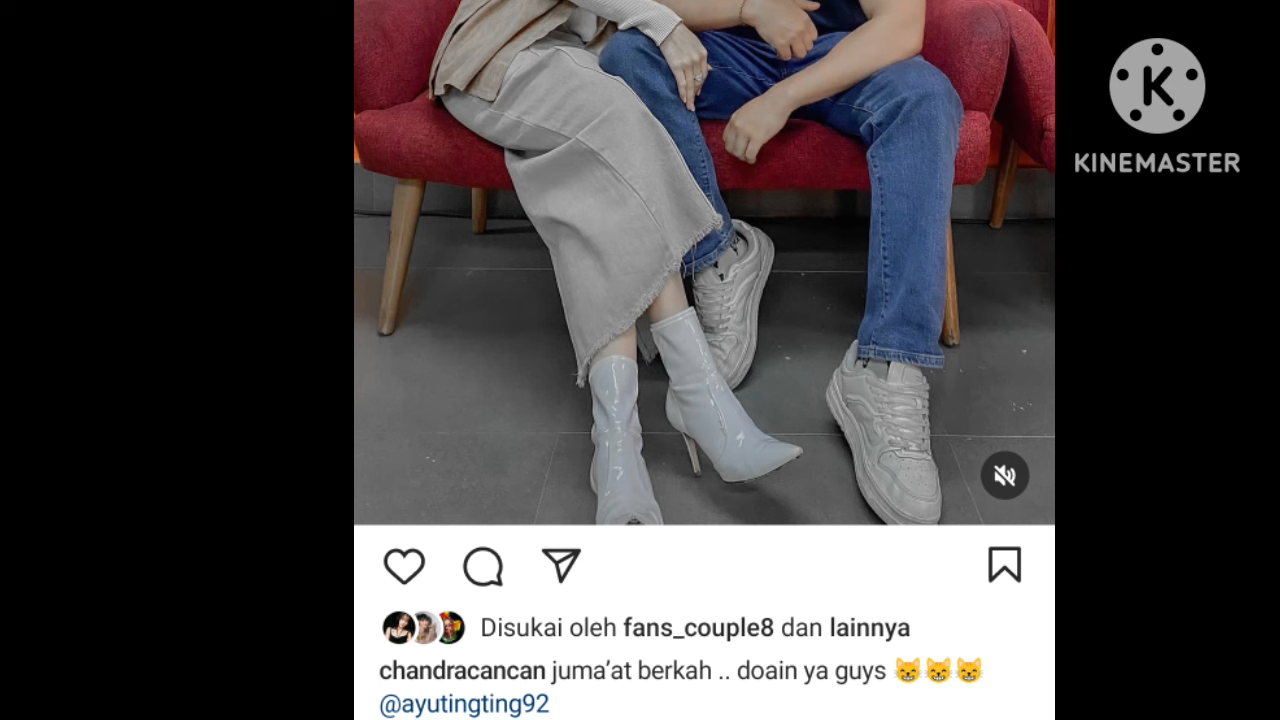 KINEMASTER
Disukai oleh fans_couple8 dan lainnya
chandracancan juma’at berkah .. doain ya guys 😸😸😸
@ayutingting92